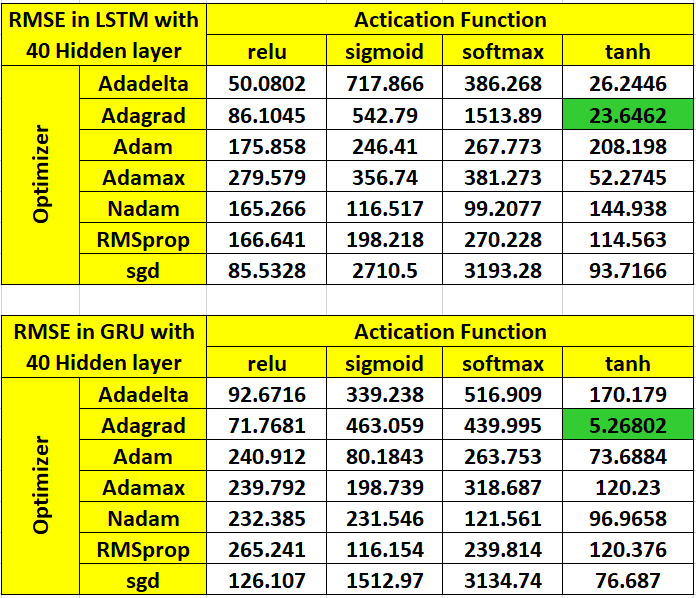 RMSE in LSTM with 40 Hidden layer Actication Function
relu sigmoid softmax tanh
Optimizer
Adadelta 50.0802 717.866 386.268 26.2446
Adagrad 86.1045 542.79 1513.89 23.6462
Adam 175.858 246.41 267.773 208.198
Adamax 279.579 356.74 381.273 52.2745
Nadam 165.266 116.517 99.2077 144.938
RMSprop 166.641 198.218 270.228 114.563
sgd 85.5328 2710.5 3193.28 93.7166
RMSE in GRU with 40 Hidden layer Actication Function
relu sigmoid softmax tanh
Optimizer
Adadelta 92.6716 339.238 516.909 170.179
Adagrad 71.7681 463.059 439.995 5.26802
Adam 240.912 80.1843 263.753 73.6884
Adamax 239.792 198.739 318.687 120.23
Nadam 232.385 231.546 121.561 96.9658
RMSprop 265.241 116.154 239.814 120.376
sgd 126.107 1512.97 3134.74 76.687